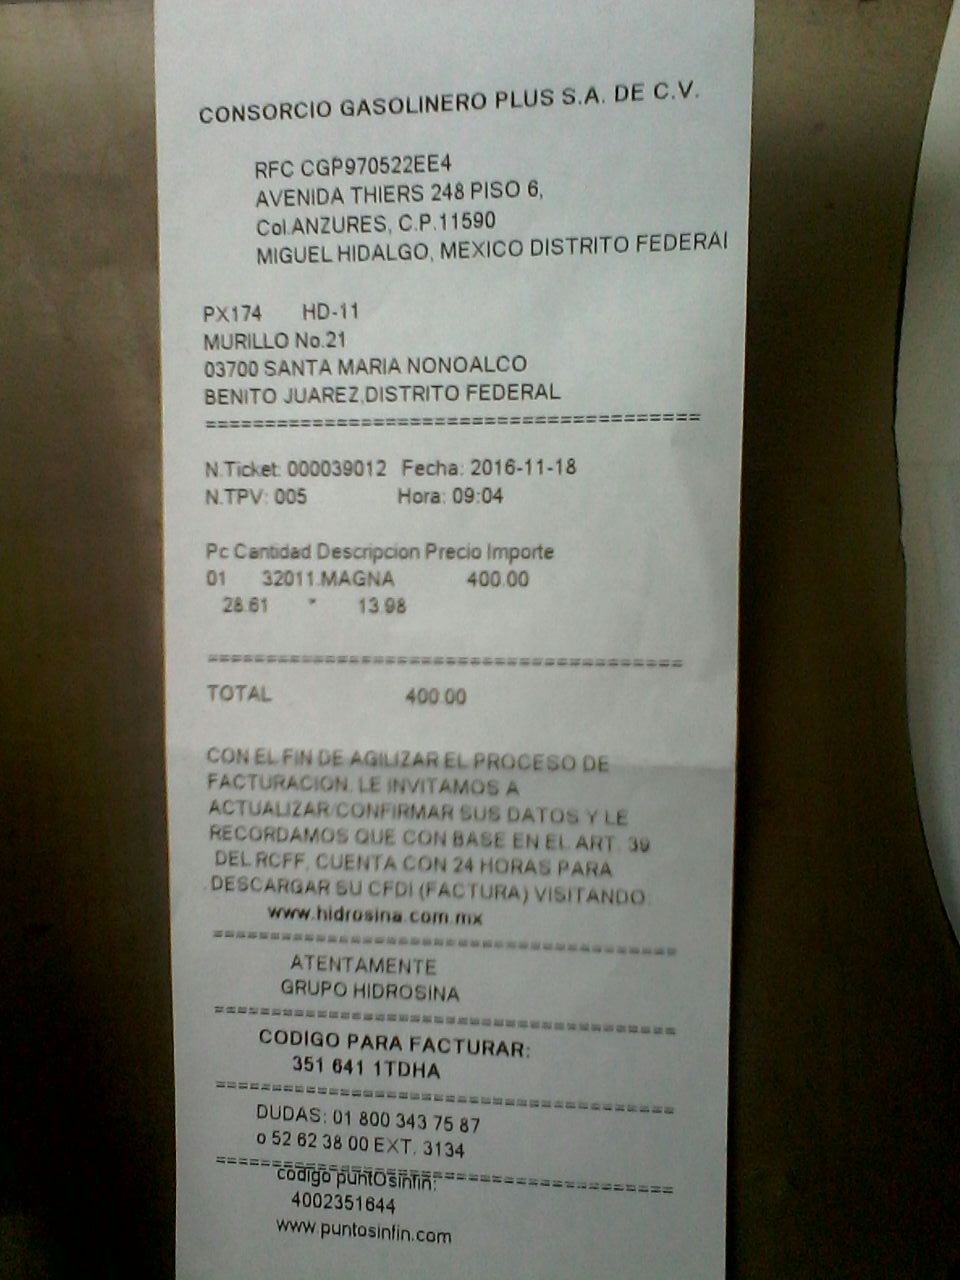 CONSORCIO GASOLINERO PLUS S.A. DE C.V.
RFC CGP970522EE4
AVENIDA THIERS 248 PISO 6,
Col.ANZURES, C.P.11590
MIGUEL HIDALGO, MEXICO DISTRITO FEDERAl
PX174 HD-11
MURILLO No.21
03700 SANTA MARIA NONOALCO
BENITO JUAREZ,DISTRITO FEDERAL
==========================================
N.Ticket: 000039012 Fecha: 2016-11-18
N.TPV: 005 Hora: 09:04
Pc Cantidad Descripcion Precio Importe
01 32011.MAGNA 400.00
28.61 * 13.98
==========================================
TOTAL 400.00
CON EL FIN DE AGILIZAR EL PROCESO DE
FACTURACION, LE INVITAMOS A
ACTUALIZAR/CONFIRMAR SUS DATOS Y LE
RECORDAMOS QUE CON BASE EN EL ART. 39
DEL RCFF, CUENTA CON 24 HORAS PARA
DESCARGAR SU CFDI (FACTURA) VISITANDO:
www.hidrosina.com.mx
==========================================
ATENTAMENTE
GRUPO HIDROSINA
==========================================
CODIGO PARA FACTURAR:
351 641 1TDHA
==========================================
DUDAS: 01 800 343 75 87
o 52 62 38 00 EXT. 3134
==========================================
codigo puntOsinfin:
4002351644
www.puntosinfin.com